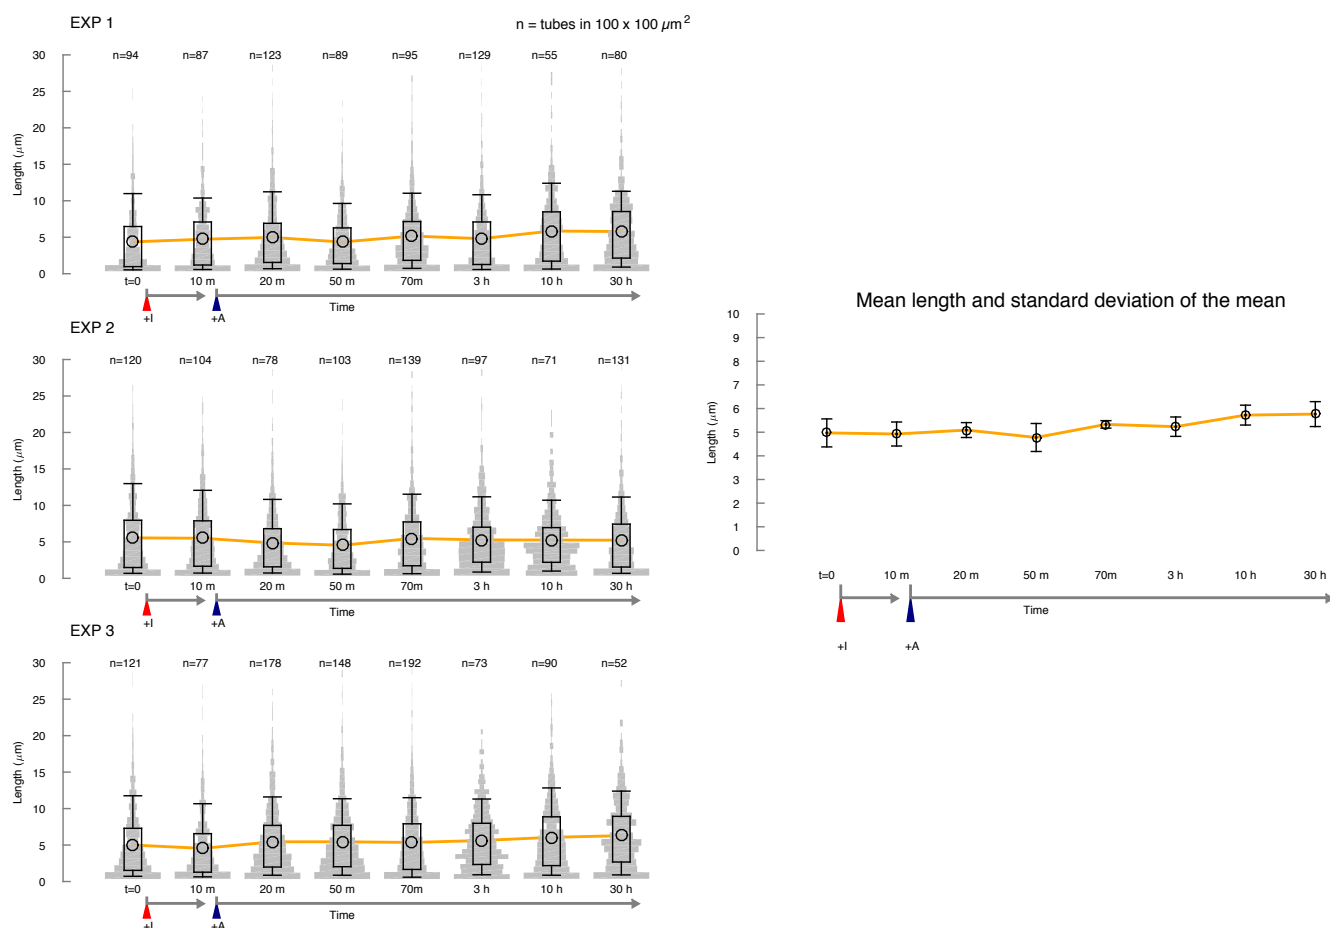 EXP 1
n = tubes in 100 x 100 μm²
n=94 n=87 n=123 n=89 n=95 n=129 n=55 n=80
Length (μm)
30
25
20
15
10
5
0
t=0 10 m 20 m 50 m 70m 3 h 10 h 30 h
+I +A Time
EXP 2
n=120 n=104 n=78 n=103 n=139 n=97 n=71 n=131
Length (μm)
30
25
20
15
10
5
0
t=0 10 m 20 m 50 m 70m 3 h 10 h 30 h
+I +A Time
EXP 3
n=121 n=77 n=178 n=148 n=192 n=73 n=90 n=52
Length (μm)
30
25
20
15
10
5
0
t=0 10 m 20 m 50 m 70m 3 h 10 h 30 h
+I +A Time
Mean length and standard deviation of the mean
Length (μm)
10
9
8
7
6
5
4
3
2
1
0
t=0 10 m 20 m 50 m 70m 3 h 10 h 30 h
Time
+I +A